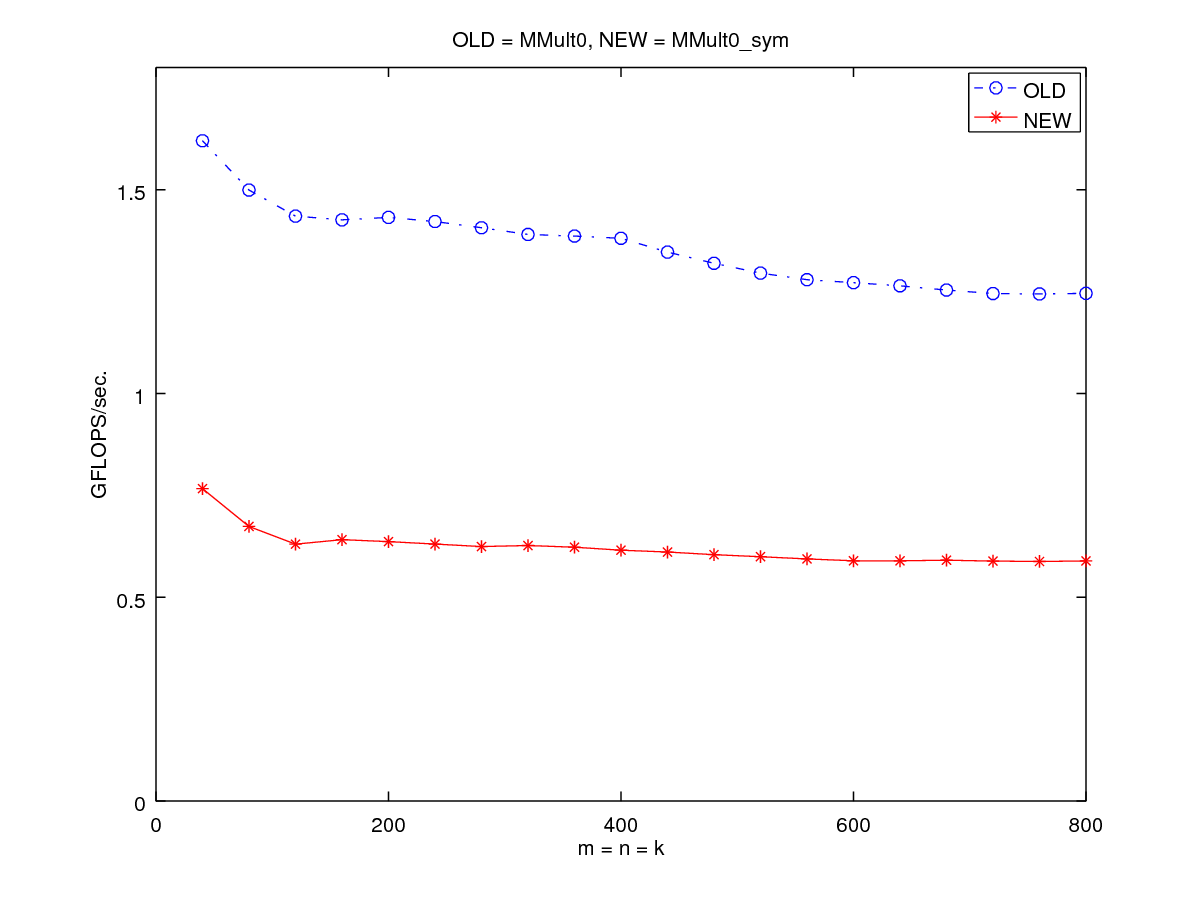 OLD = MMult0, NEW = MMult0_sym
OLD
NEW
1.5
1
0.5
0
GFLOPS/sec.
0
200
400
600
800
m = n = k